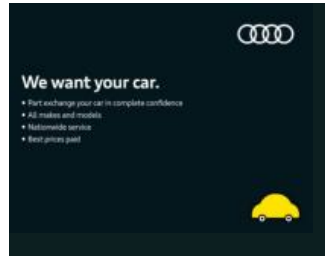 We want your car.
• Part exchange your car in complete confidence
• All makes and models
• Nationwide service
• Best prices paid